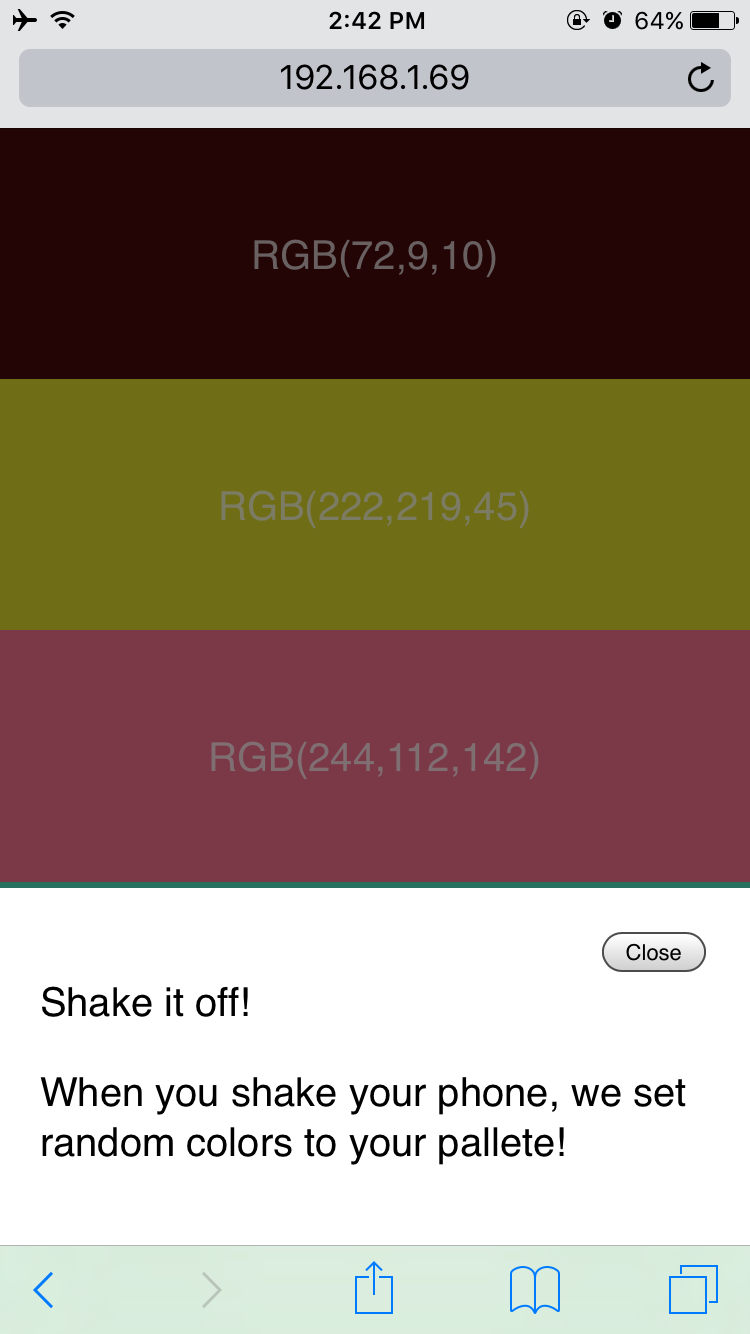 2:42 PM
64%
192.168.1.69
RGB(72,9,10)
RGB(222,219,45)
RGB(244,112,142)
Close
Shake it off!
When you shake your phone, we set
random colors to your pallete!